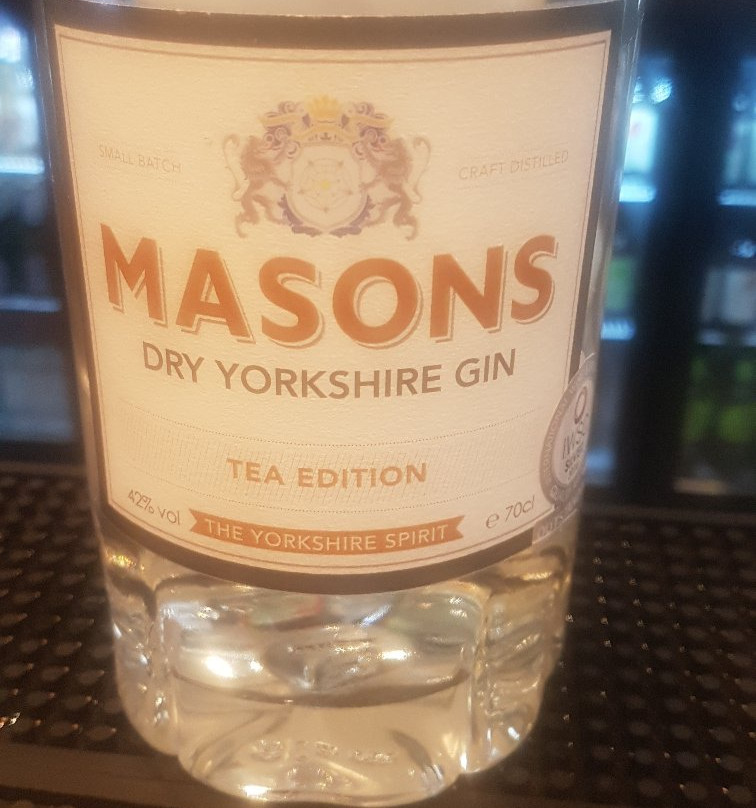 SMALL BATCH
CRAFT DISTILLED
MASONS
DRY YORKSHIRE GIN
TEA EDITION
42% vol
THE YORKSHIRE SPIRIT
℮ 70cl